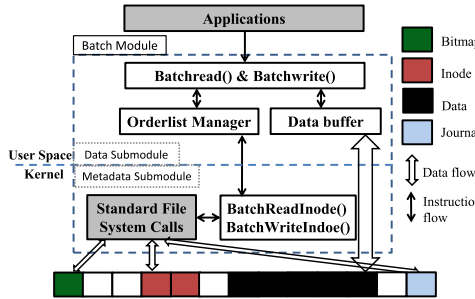 Applications
Batch Module
Bitmap
Batchread() & Batchwrite()
Inode
Orderlist Manager
Data buffer
Data
Journa
User Space
Data Submodule
Kernel
Metadata Submodule
Data flow
Standard File
System Calls
BatchReadInode()
BatchWriteIndoe()
Instruction
flow